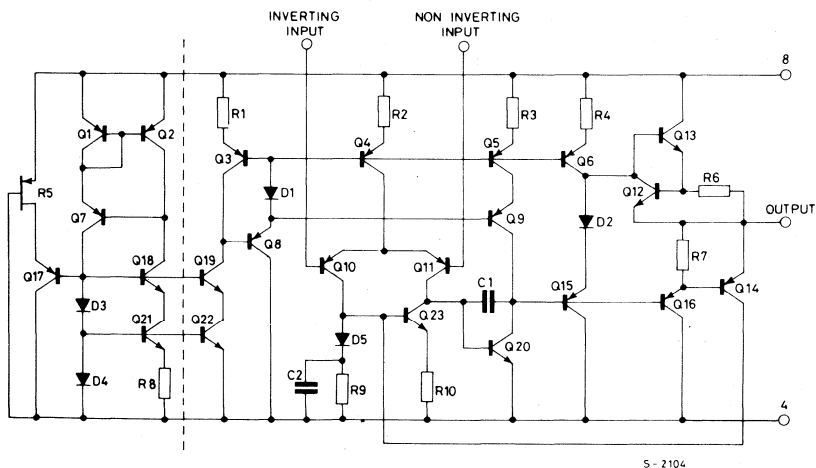 INVERTING
INPUT
NON INVERTING
INPUT
8
R1
R2
R3
R4
Q1
Q2
Q3
Q4
Q5
Q6
Q13
R5
D1
Q12
R6
Q7
Q8
Q9
D2
OUTPUT
Q17
Q18
Q19
Q10
Q11
C1
Q15
R7
Q16
Q14
D3
Q21
Q22
D5
Q23
Q20
D4
R8
C2
R9
R10
4
S - 2104